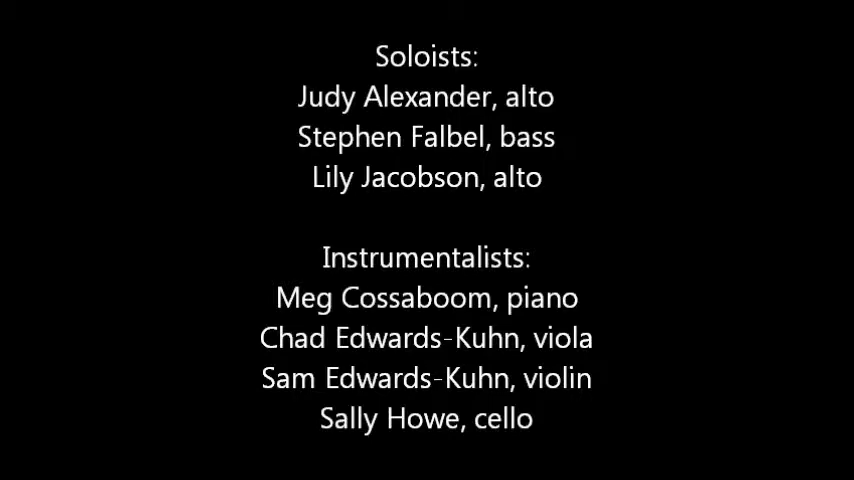 Soloists:
Judy Alexander, alto
Stephen Falbel, bass
Lily Jacobson, alto
Instrumentalists:
Meg Cossaboom, piano
Chad Edwards-Kuhn, viola
Sam Edwards-Kuhn, violin
Sally Howe, cello